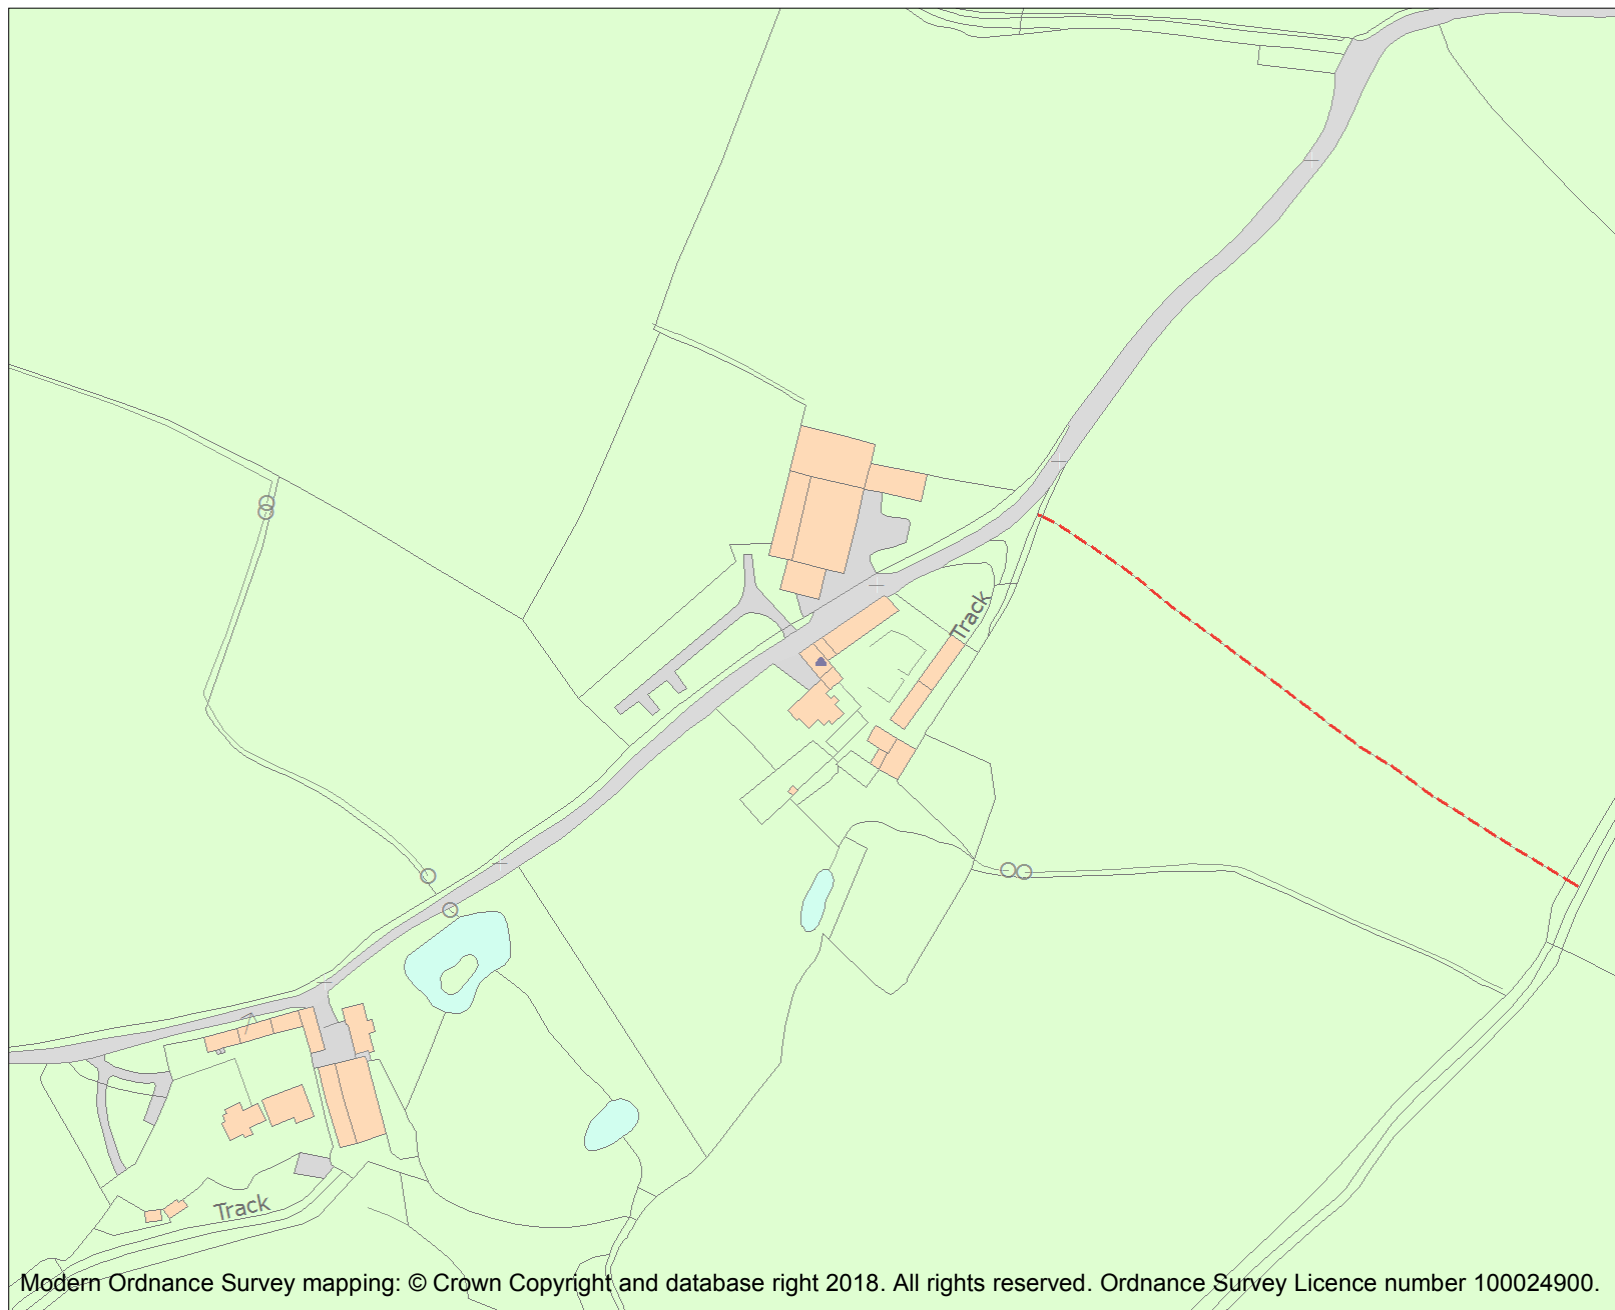 Track
Track
Modern Ordnance Survey mapping: © Crown Copyright and database right 2018. All rights reserved. Ordnance Survey Licence number 100024900.